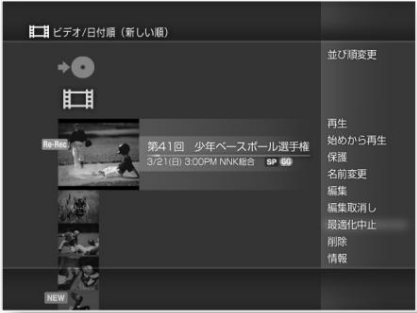 ビデオ/日付順（新しい順）
並び順変更
Re-Rec
第41回 少年ベースボール選手権
3/21(日) 3:00PM NNK総合 SP GG
再生
始めから再生
保護
名前変更
編集
編集取消し
最適化中止
削除
情報
NEW